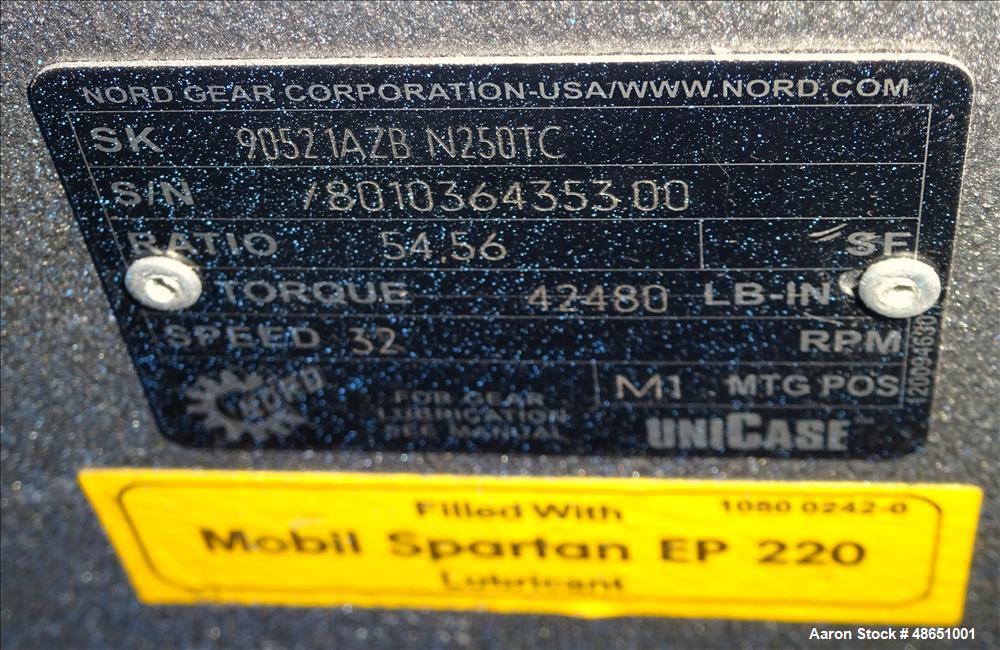 NORD GEAR CORPORATION-USA/WWW.NORD.COM
SK 90521AZB N250TC
S/N /8010364353 00
RATIO 54,56 SF
TORQUE 42480 LB-IN
SPEED 32 RPM
NORD
FOR GEAR
LUBRICATION
SEE MANUAL
M1 MTG POS
UNICASE
Filled With 1080 0242-0
Mobil Spartan EP 220
Lubricant
Aaron Stock # 48651001